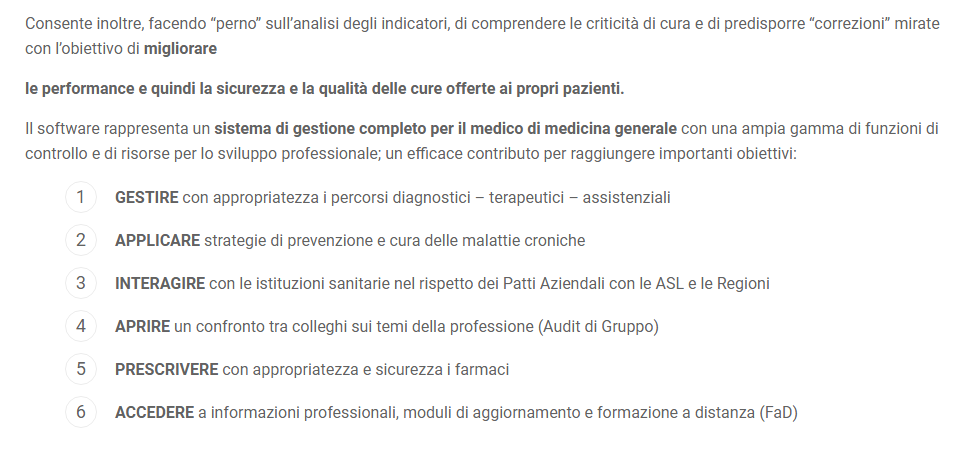 Consente inoltre, facendo “perno” sull’analisi degli indicatori, di comprendere le criticità di cura e di predisporre “correzioni” mirate
con l’obiettivo di migliorare
le performance e quindi la sicurezza e la qualità delle cure offerte ai propri pazienti.
Il software rappresenta un sistema di gestione completo per il medico di medicina generale con una ampia gamma di funzioni di
controllo e di risorse per lo sviluppo professionale; un efficace contributo per raggiungere importanti obiettivi:
1 GESTIRE con appropriatezza i percorsi diagnostici – terapeutici – assistenziali
2 APPLICARE strategie di prevenzione e cura delle malattie croniche
3 INTERAGIRE con le istituzioni sanitarie nel rispetto dei Patti Aziendali con le ASL e le Regioni
4 APRIRE un confronto tra colleghi sui temi della professione (Audit di Gruppo)
5 PRESCRIVERE con appropriatezza e sicurezza i farmaci
6 ACCEDERE a informazioni professionali, moduli di aggiornamento e formazione a distanza (FaD)